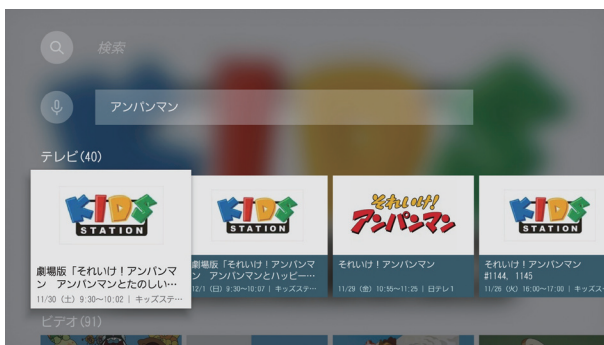 検索
アンパンマン
テレビ(40)
KIDS
STATION
劇場版「それいけ！アンパンマ
ン　アンパンマンとたのしい…
11/30 (土) 9:30〜10:02 | キッズステ…
KIDS
STATION
劇場版「それいけ！アンパンマ
ン　アンパンマンとハッピー…
12/1 (日) 9:30〜10:07 | キッズステ…
それいけ!
アンパンマン
それいけ！アンパンマン
11/29 (金) 10:55〜11:25 | 日テレ1
KIDS
STATION
それいけ！アンパンマン
#1144, 1145
11/26 (火) 16:00〜17:00 | キッズス
ビデオ(91)